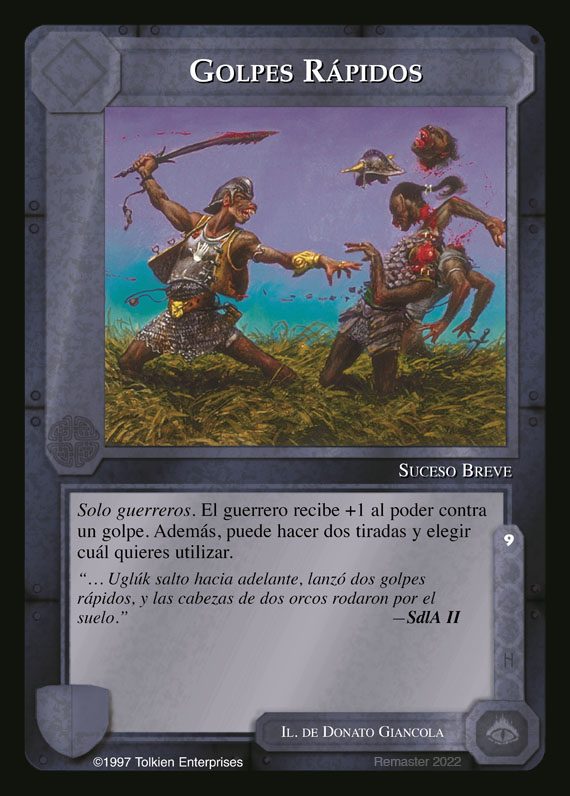 Golpes Rápidos
Suceso Breve
Solo guerreros. El guerrero recibe +1 al poder contra
un golpe. Además, puede hacer dos tiradas y elegir
cuál quieres utilizar.
“… Uglúk salto hacia adelante, lanzó dos golpes
rápidos, y las cabezas de dos orcos rodaron por el
suelo.” —SdlA II
9
H
Il. de Donato Giancola
©1997 Tolkien Enterprises Remaster 2022